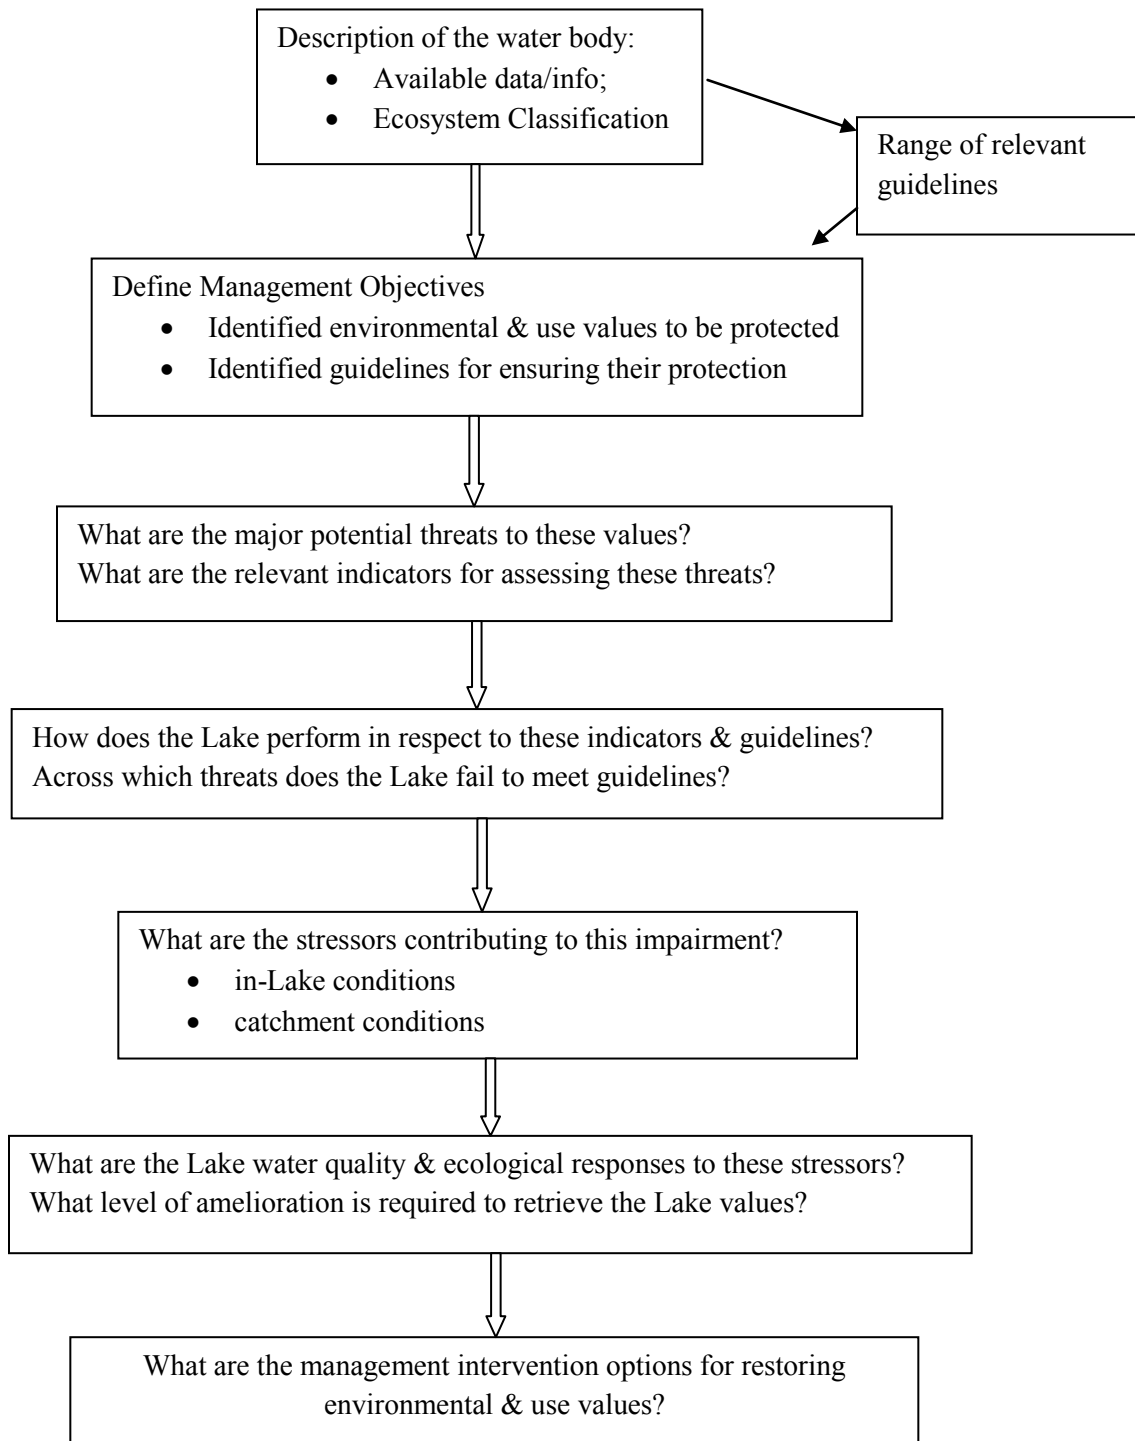 Description of the water body:
• Available data/info;
• Ecosystem Classification
Range of relevant
guidelines
Define Management Objectives
• Identified environmental & use values to be protected
• Identified guidelines for ensuring their protection
What are the major potential threats to these values?
What are the relevant indicators for assessing these threats?
How does the Lake perform in respect to these indicators & guidelines?
Across which threats does the Lake fail to meet guidelines?
What are the stressors contributing to this impairment?
• in-Lake conditions
• catchment conditions
What are the Lake water quality & ecological responses to these stressors?
What level of amelioration is required to retrieve the Lake values?
What are the management intervention options for restoring
environmental & use values?